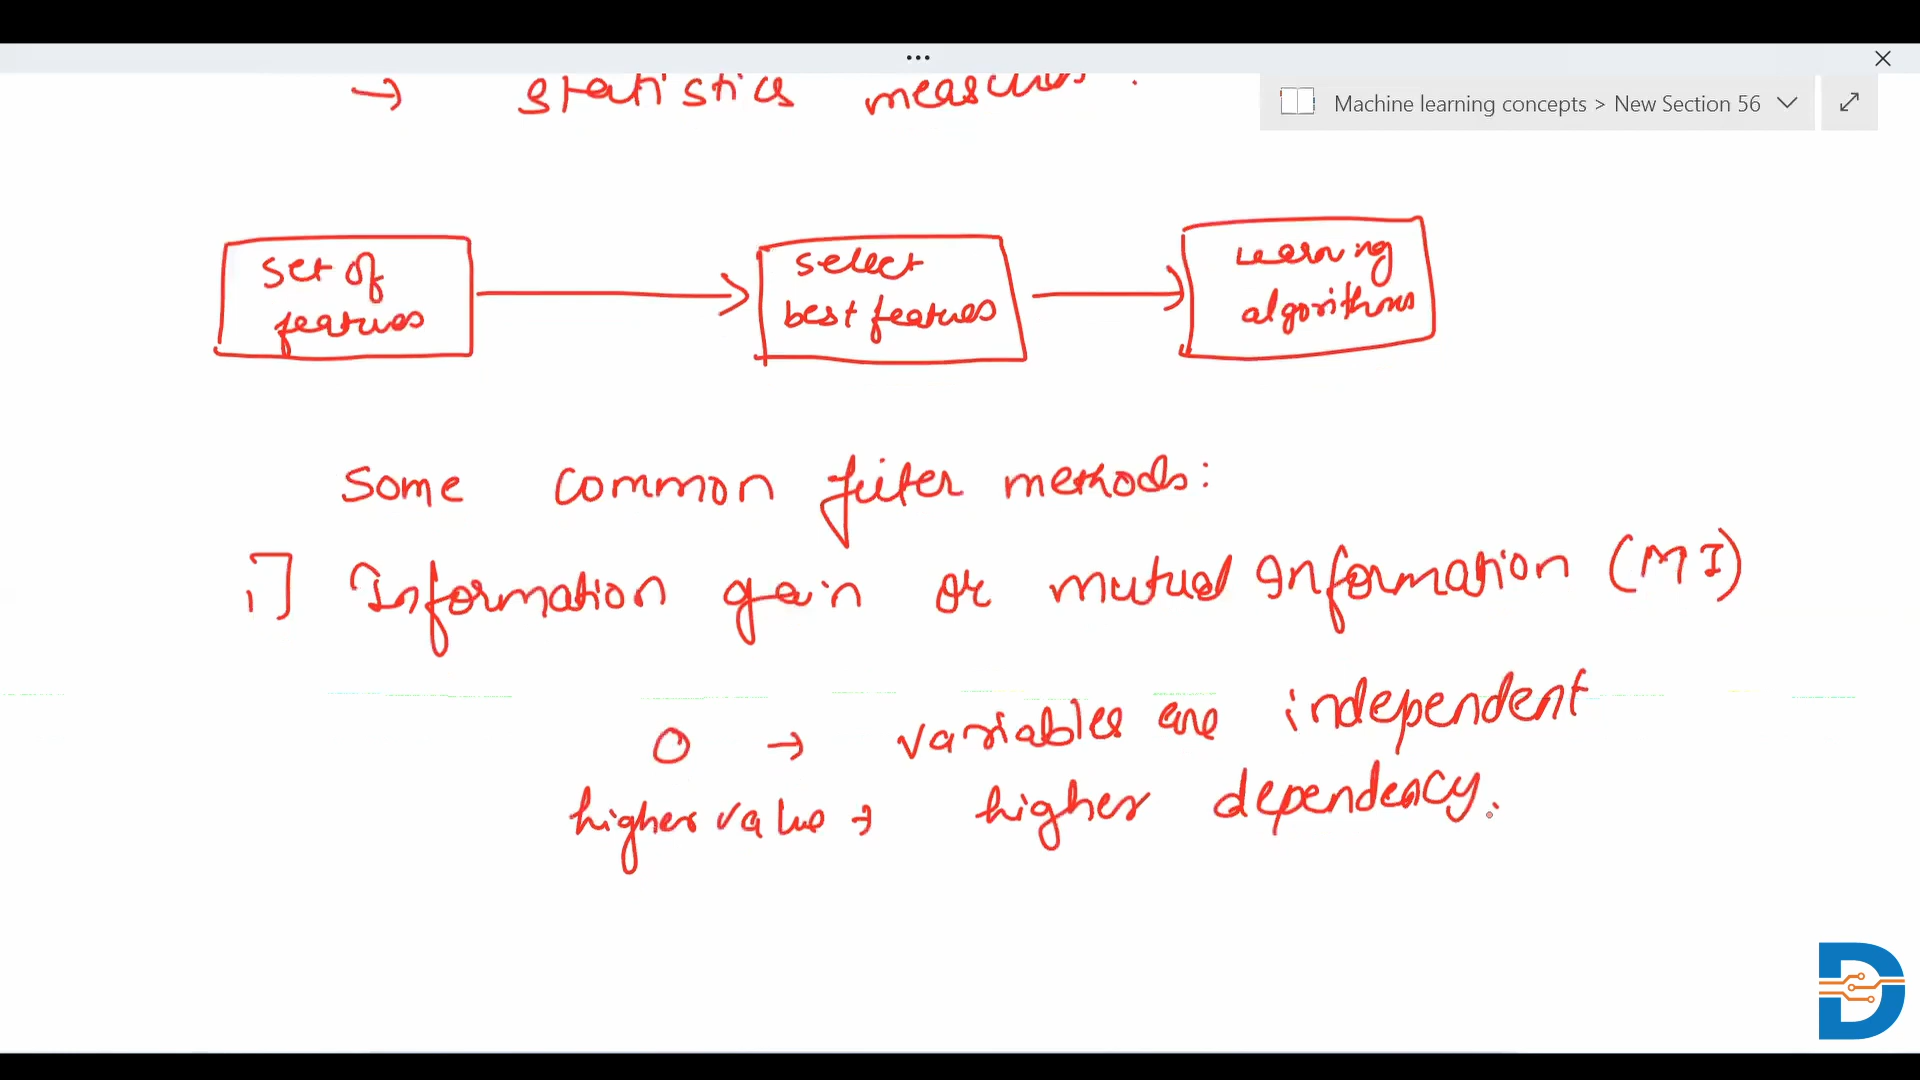 → statistics measures.
Machine learning concepts > New Section 56
set of
features
select
best features
Learning
algorithms
Some common filter methods:
i] Information gain or mutual Information (MI)
0 → variables are independent
higher value → higher dependency.